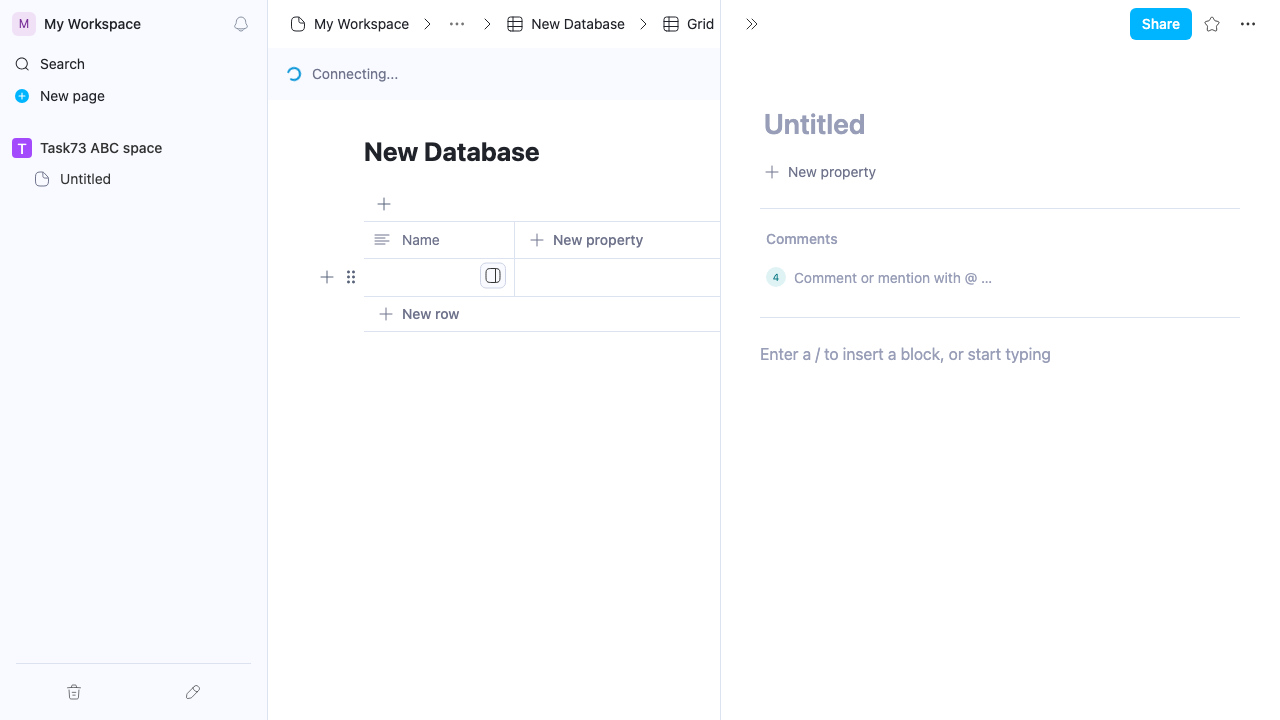 M My Workspace
Search
New page
T Task73 ABC space
Untitled
My Workspace
New Database
Grid
Connecting...
New Database
Name
New property
New row
Share
Untitled
New property
Comments
4 Comment or mention with @ ...
Enter a / to insert a block, or start typing